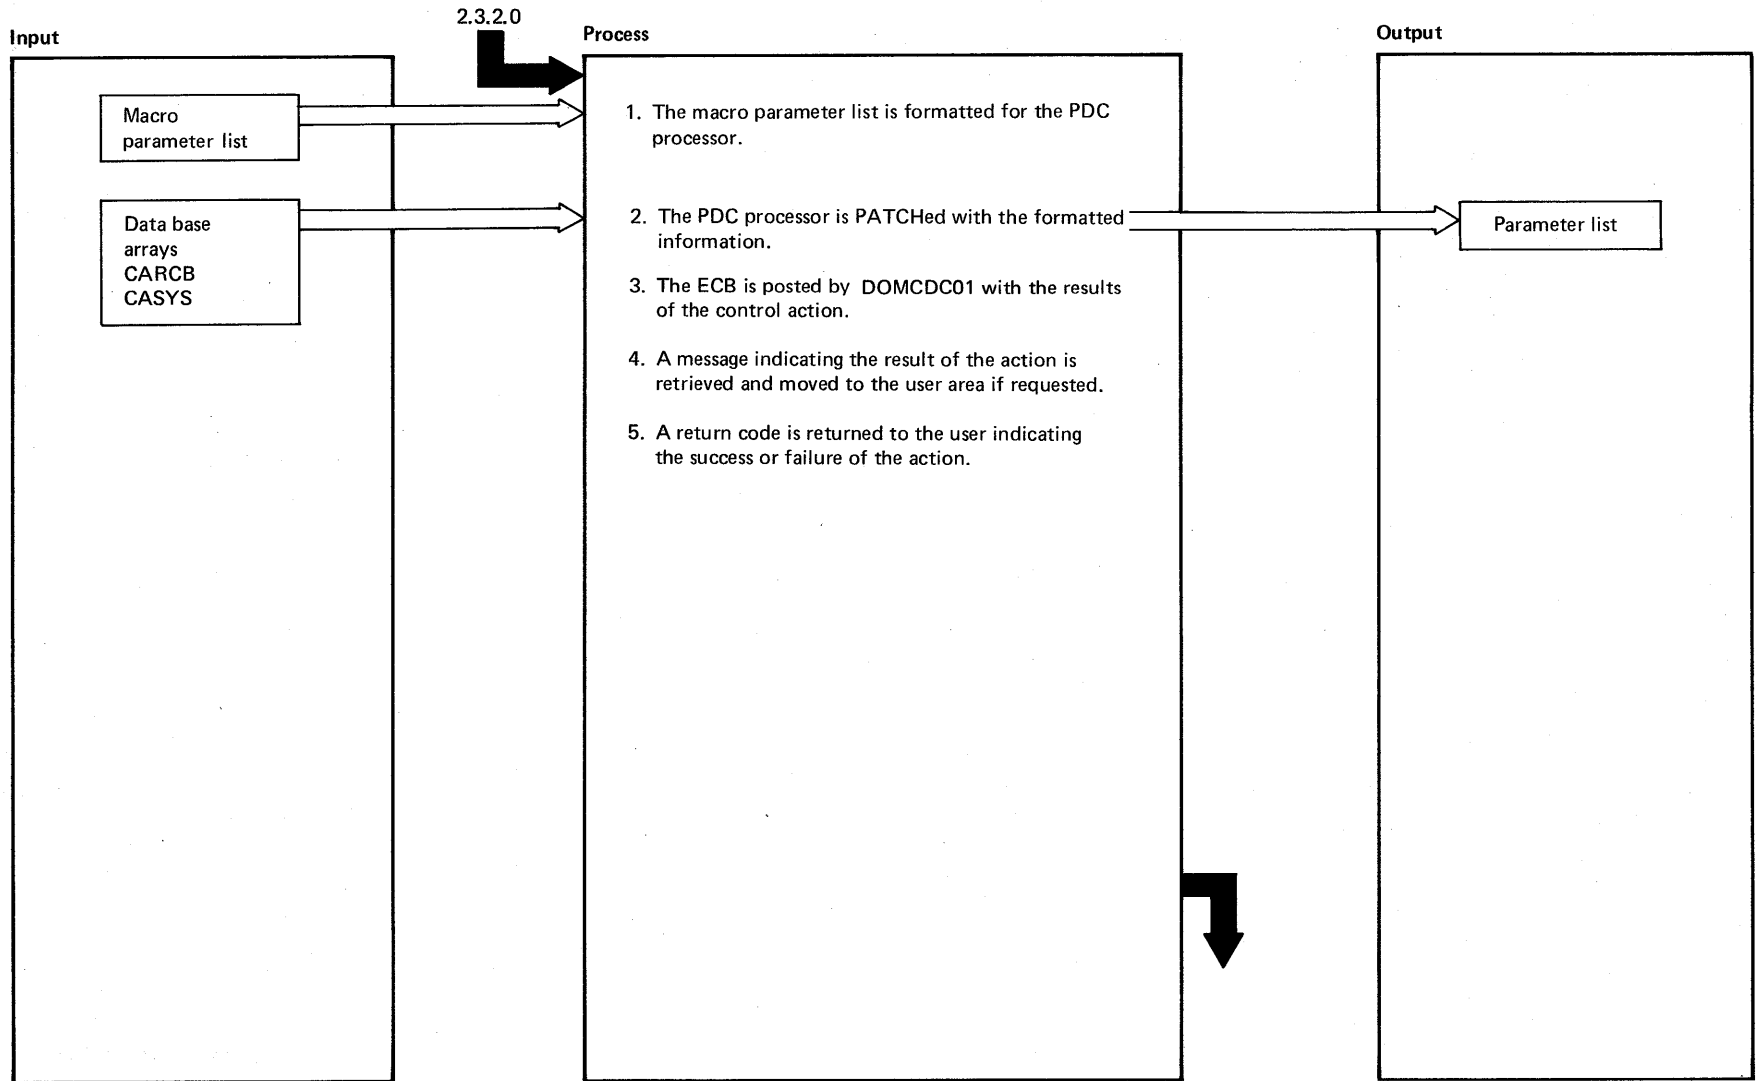 2.3.2.0
Input
Process
Output
Macro
parameter list
Data base
arrays
CARCB
CASYS
1. The macro parameter list is formatted for the PDC
processor.
2. The PDC processor is PATCHed with the formatted
information.
3. The ECB is posted by DOMCDC01 with the results
of the control action.
4. A message indicating the result of the action is
retrieved and moved to the user area if requested.
5. A return code is returned to the user indicating
the success or failure of the action.
Parameter list